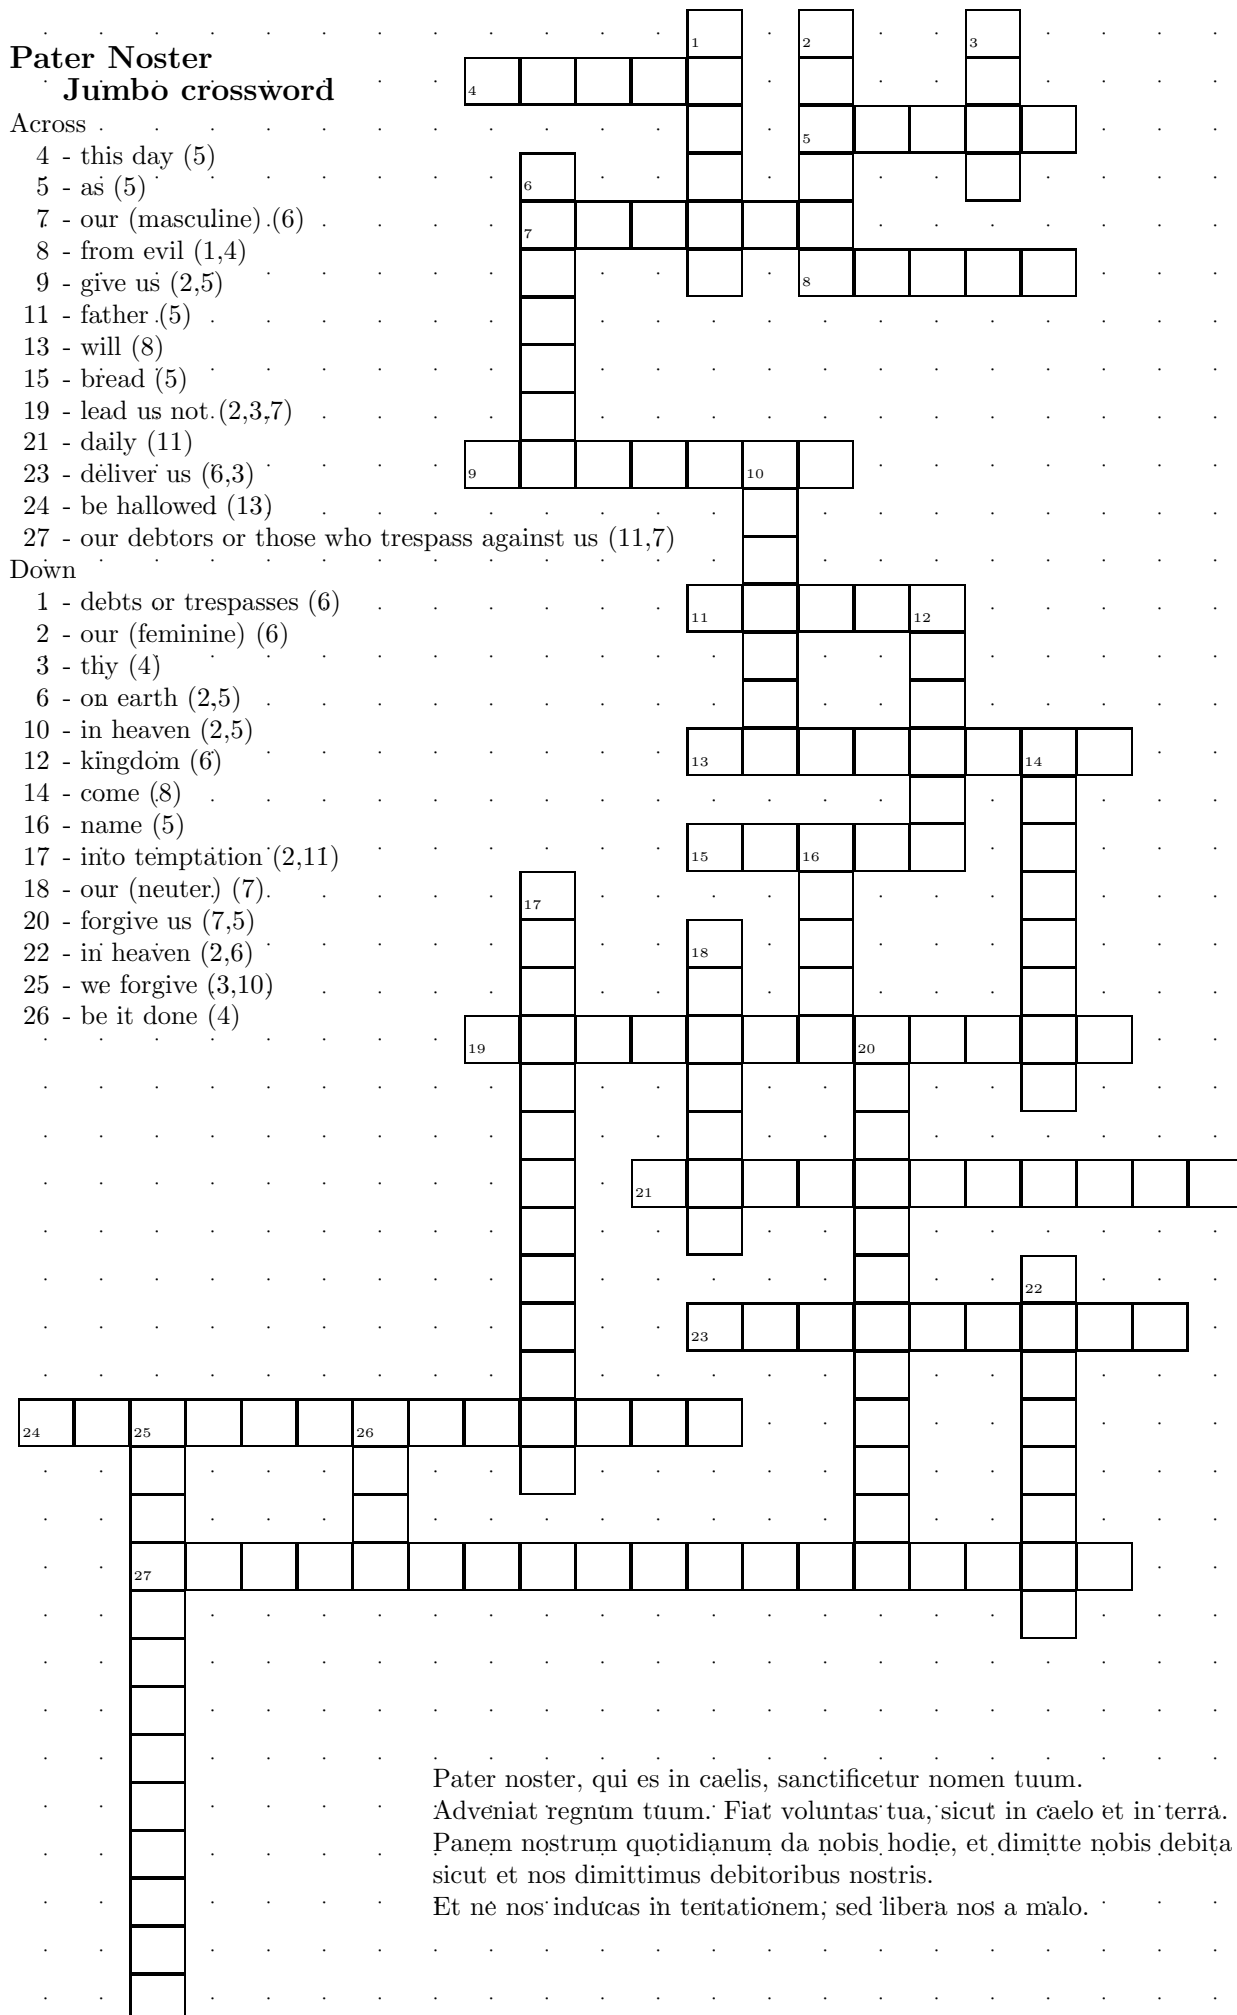 Pater Noster
Jumbo crossword
Across
4 - this day (5)
5 - as (5)
7 - our (masculine) (6)
8 - from evil (1,4)
9 - give us (2,5)
11 - father (5)
13 - will (8)
15 - bread (5)
19 - lead us not (2,3,7)
21 - daily (11)
23 - deliver us (6,3)
24 - be hallowed (13)
27 - our debtors or those who trespass against us (11,7)
Down
1 - debts or trespasses (6)
2 - our (feminine) (6)
3 - thy (4)
6 - on earth (2,5)
10 - in heaven (2,5)
12 - kingdom (6)
14 - come (8)
16 - name (5)
17 - into temptation (2,11)
18 - our (neuter) (7)
20 - forgive us (7,5)
22 - in heaven (2,6)
25 - we forgive (3,10)
26 - be it done (4)
1 2 3
4
5
6
7
8
9 10
11 12
13 14
15 16
17
18
19 20
21
22
23
24 25 26
27
Pater noster, qui es in caelis, sanctificetur nomen tuum.
Adveniat regnum tuum. Fiat voluntas tua, sicut in caelo et in terra.
Panem nostrum quotidianum da nobis hodie, et dimitte nobis debita
sicut et nos dimittimus debitoribus nostris.
Et ne nos inducas in tentationem, sed libera nos a malo.